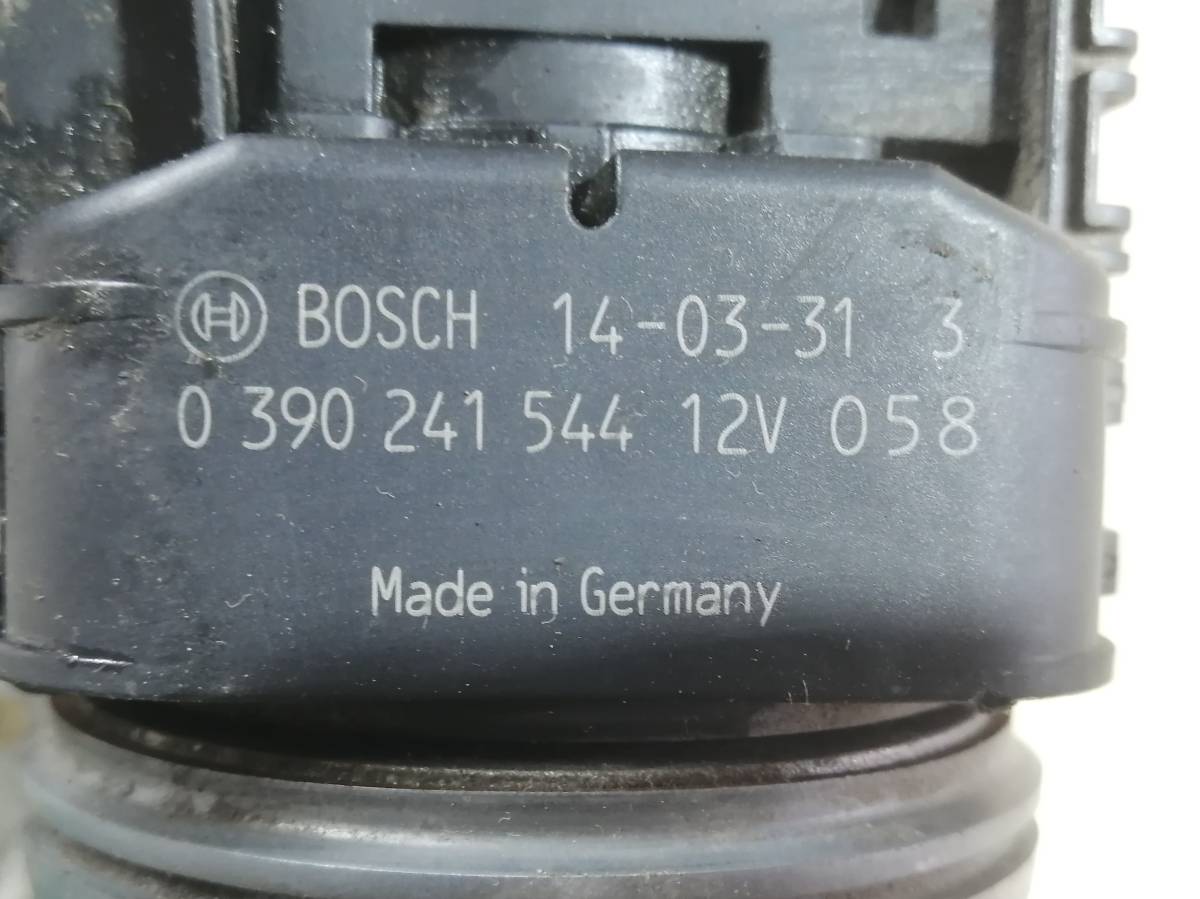 BOSCH 14-03-31 3
0 390 241 544 12V 058
Made in Germany